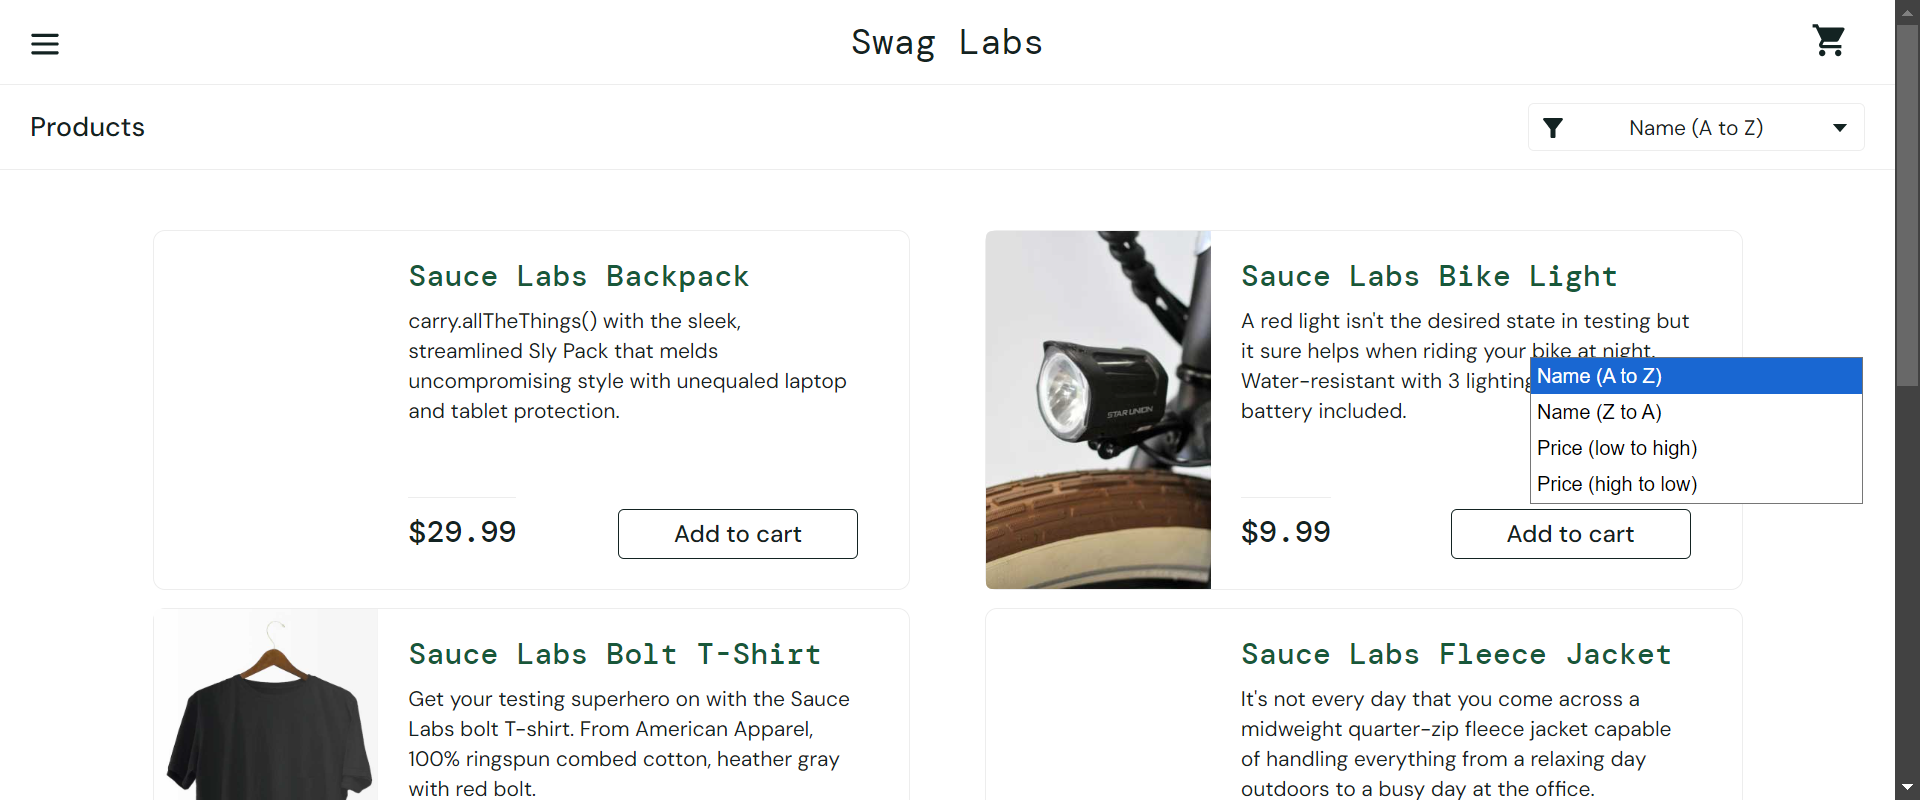 Swag Labs
Products
Name (A to Z)
Sauce Labs Backpack
carry.allTheThings() with the sleek,
streamlined Sly Pack that melds
uncompromising style with unequaled laptop
and tablet protection.
$29.99
Add to cart
Sauce Labs Bike Light
A red light isn't the desired state in testing but
it sure helps when riding your bike at night.
Water-resistant with 3 lighting
battery included.
STAR UNION
$9.99
Add to cart
Name (A to Z)
Name (Z to A)
Price (low to high)
Price (high to low)
Sauce Labs Bolt T-Shirt
Get your testing superhero on with the Sauce
Labs bolt T-shirt. From American Apparel,
100% ringspun combed cotton, heather gray
with red bolt.
Sauce Labs Fleece Jacket
It's not every day that you come across a
midweight quarter-zip fleece jacket capable
of handling everything from a relaxing day
outdoors to a busy day at the office.